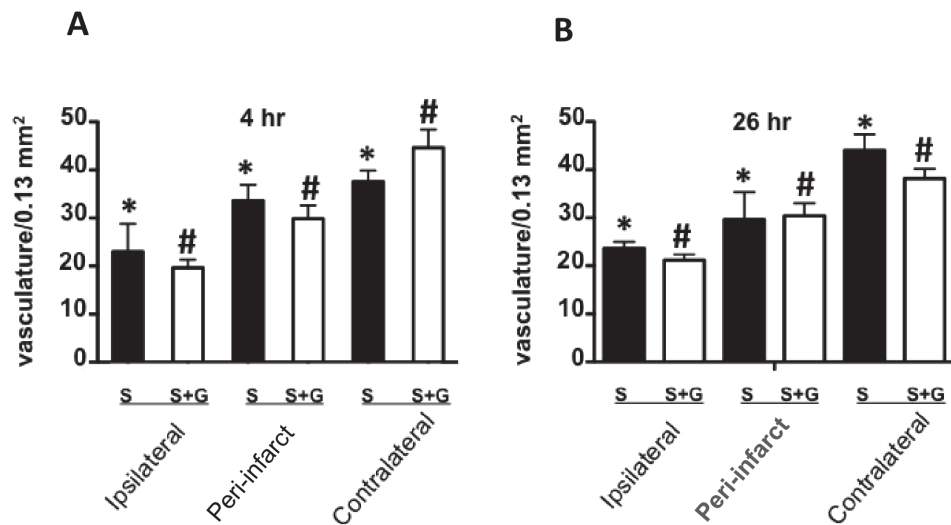 A
vasculature/0.13 mm²
50
40
30
20
10
0
4 hr
*
#
*
#
*
#
S S+G S S+G S S+G
Ipsilateral
Peri-infarct
Contralateral
B
vasculature/0.13 mm²
50
40
30
20
10
0
26 hr
*
#
*
#
*
#
S S+G S S+G S S+G
Ipsilateral
Peri-infarct
Contralateral